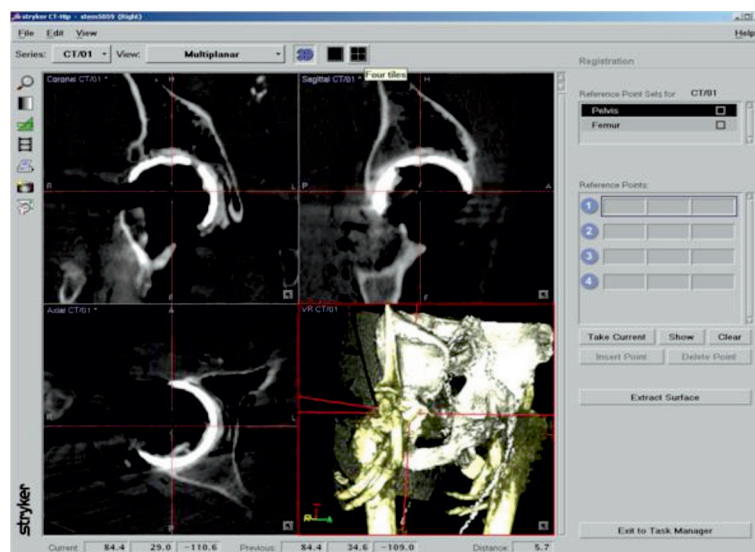 stryker CT-Hip - stem5059 (Right)
File Edit View Help
Series: CT/01 View: Multiplanar
Four tiles
Registration
Coronal CT/01 * H
Sagittal CT/01 * H
Reference Point Sets for CT/01
Pelvis
Femur
R L
P A
Reference Points:
1
2
3
4
F
F
Axial CT/01 * A
VR CT/01
Take Current Show Clear
Insert Point Delete Point
R L
Extract Surface
P
stryker
Exit to Task Manager
Current: 84.4 29.0 -110.6 Previous: 84.4 34.6 -109.0 Distance: 5.7